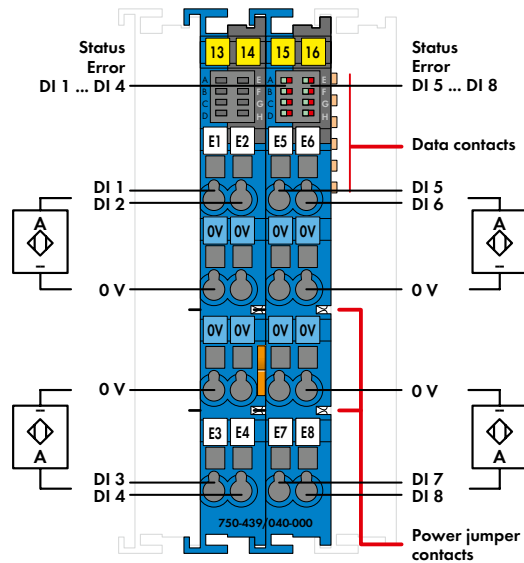 Status
Error
DI 1 ... DI 4
13 14 15 16
Status
Error
DI 5 ... DI 8
A
B
C
D
E
F
G
H
A
B
C
D
E
F
G
H
Data contacts
E1 E2 E5 E6
DI 1
DI 2
DI 5
DI 6
A
–
A
–
0V 0V 0V 0V
0 V
0 V
0V 0V 0V 0V
0 V
0 V
–
A
–
A
E3 E4 E7 E8
DI 3
DI 4
DI 7
DI 8
750-439/040-000
Power jumper
contacts